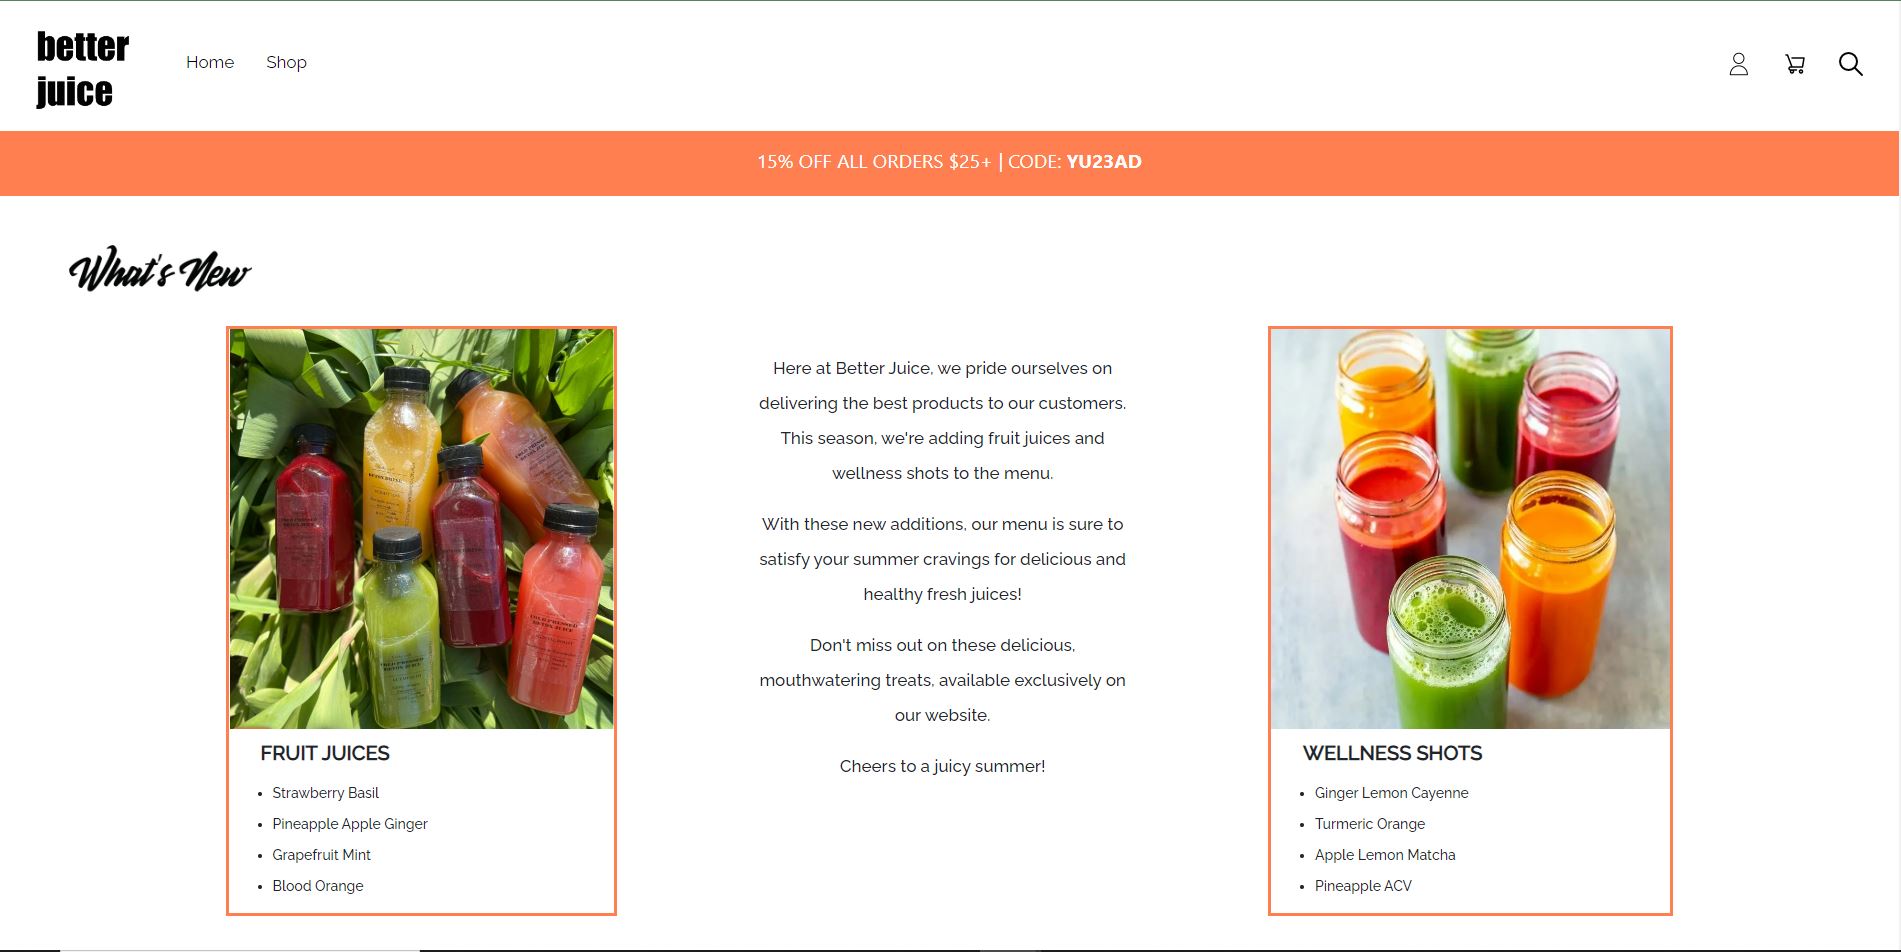 better
juice
Home Shop
15% OFF ALL ORDERS $25+ | CODE: YU23AD
What's New
Here at Better Juice, we pride ourselves on
delivering the best products to our customers.
This season, we're adding fruit juices and
wellness shots to the menu.
With these new additions, our menu is sure to
satisfy your summer cravings for delicious and
healthy fresh juices!
Don't miss out on these delicious,
mouthwatering treats, available exclusively on
our website.
Cheers to a juicy summer!
FRUIT JUICES
Strawberry Basil
Pineapple Apple Ginger
Grapefruit Mint
Blood Orange
WELLNESS SHOTS
Ginger Lemon Cayenne
Turmeric Orange
Apple Lemon Matcha
Pineapple ACV